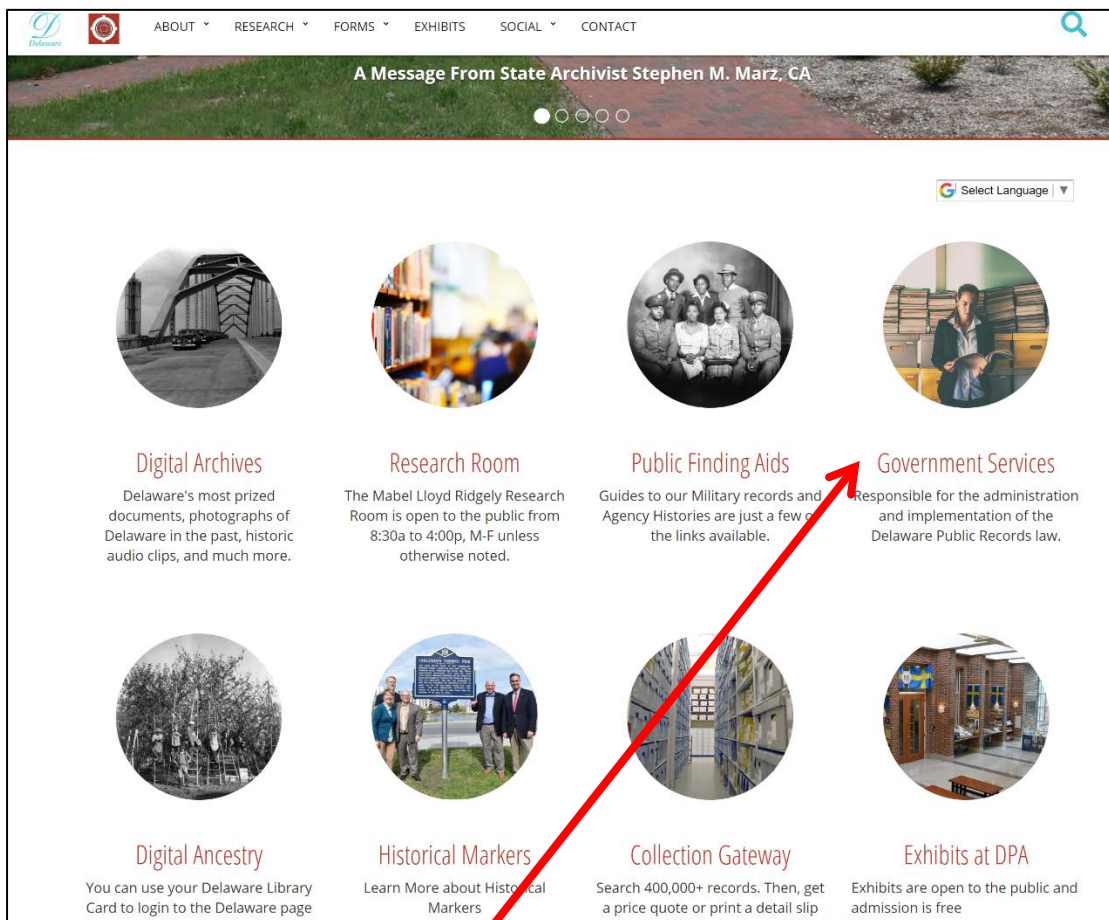 Delaware
ABOUT ˅ RESEARCH ˅ FORMS ˅ EXHIBITS SOCIAL ˅ CONTACT
A Message From State Archivist Stephen M. Marz, CA
Select Language ▼
Digital Archives
Delaware's most prized
documents, photographs of
Delaware in the past, historic
audio clips, and much more.
Research Room
The Mabel Lloyd Ridgely Research
Room is open to the public from
8:30a to 4:00p, M-F unless
otherwise noted.
Public Finding Aids
Guides to our Military records and
Agency Histories are just a few of
the links available.
Government Services
Responsible for the administration
and implementation of the
Delaware Public Records law.
Digital Ancestry
You can use your Delaware Library
Card to login to the Delaware page
Historical Markers
Learn More about Historical
Markers
Collection Gateway
Search 400,000+ records. Then, get
a price quote or print a detail slip
Exhibits at DPA
Exhibits are open to the public and
admission is free